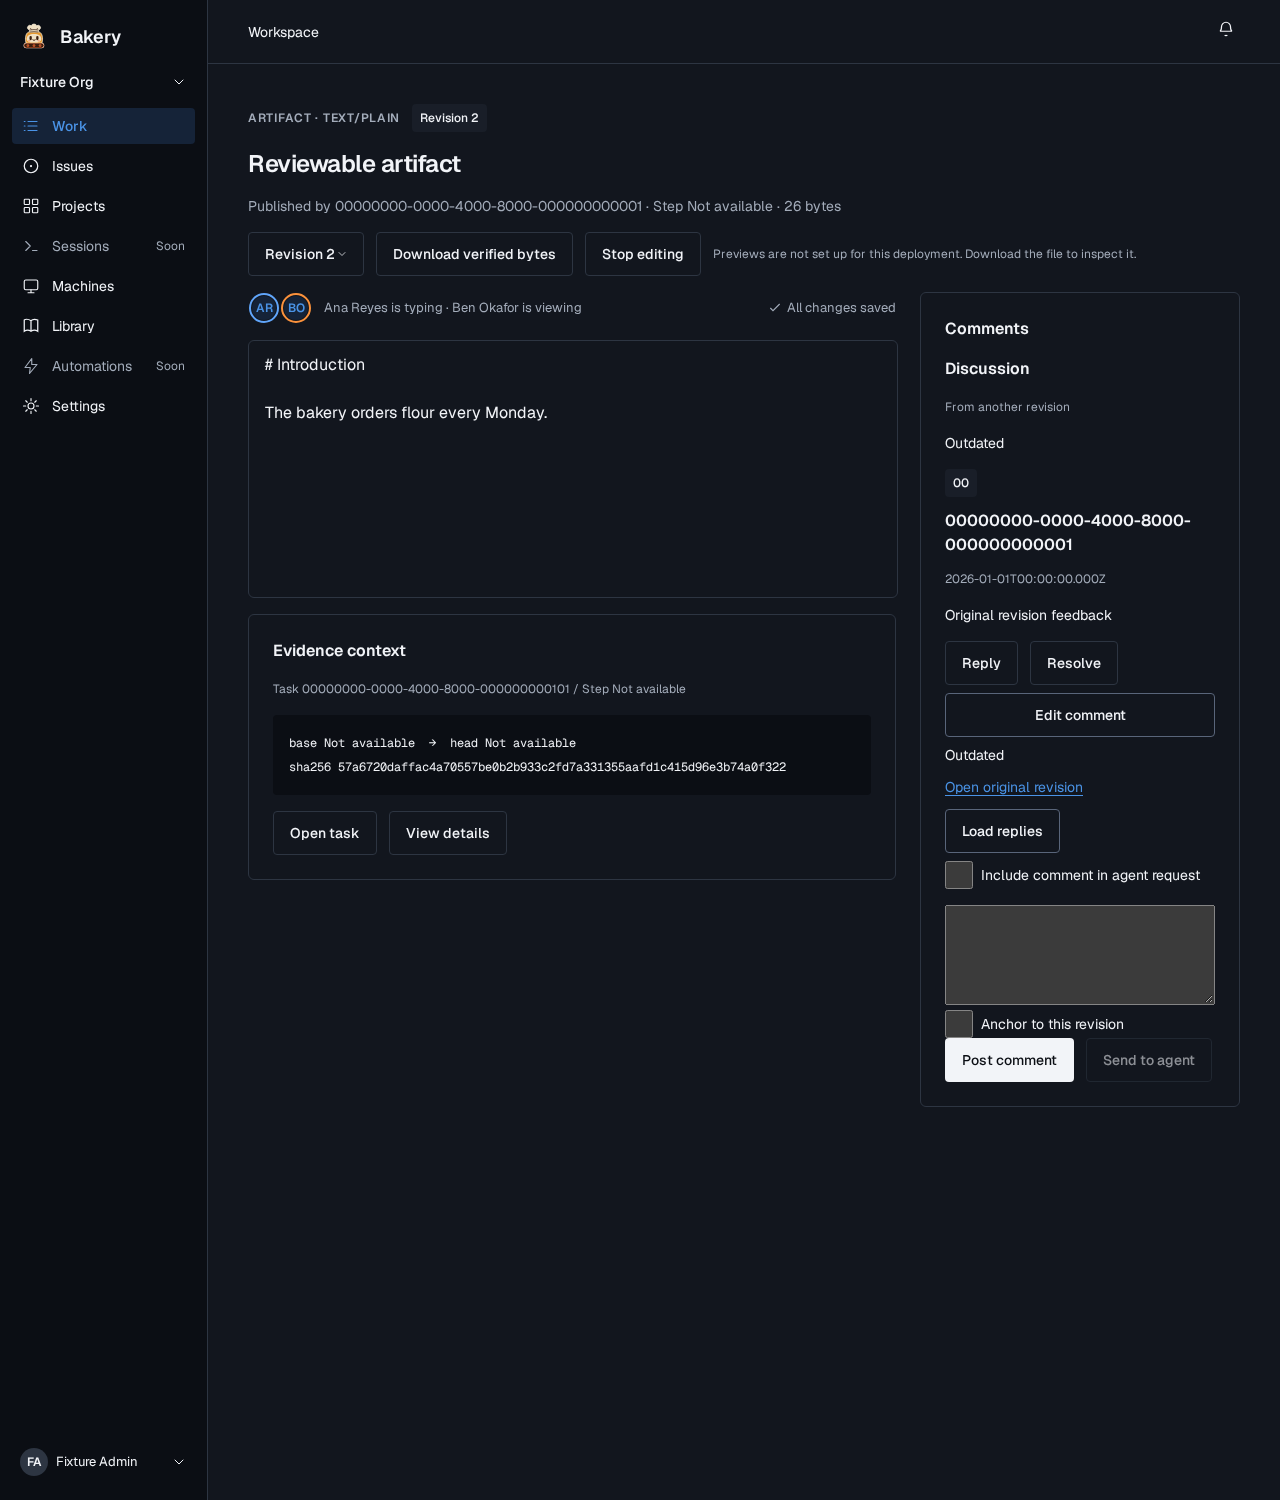 Bakery
Fixture Org
Work
Issues
Projects
Sessions Soon
Machines
Library
Automations Soon
Settings
FA Fixture Admin
Workspace
ARTIFACT · TEXT/PLAIN Revision 2
Reviewable artifact
Published by 00000000-0000-4000-8000-000000000001 · Step Not available · 26 bytes
Revision 2 Download verified bytes Stop editing Previews are not set up for this deployment. Download the file to inspect it.
AR BO Ana Reyes is typing · Ben Okafor is viewing All changes saved
# Introduction
The bakery orders flour every Monday.
Evidence context
Task 00000000-0000-4000-8000-000000000101 / Step Not available
base Not available → head Not available
sha256 57a6720daffac4a70557be0b2b933c2fd7a331355aafd1c415d96e3b74a0f322
Open task View details
Comments
Discussion
From another revision
Outdated
00
00000000-0000-4000-8000-
000000000001
2026-01-01T00:00:00.000Z
Original revision feedback
Reply Resolve
Edit comment
Outdated
Open original revision
Load replies
Include comment in agent request
Anchor to this revision
Post comment Send to agent